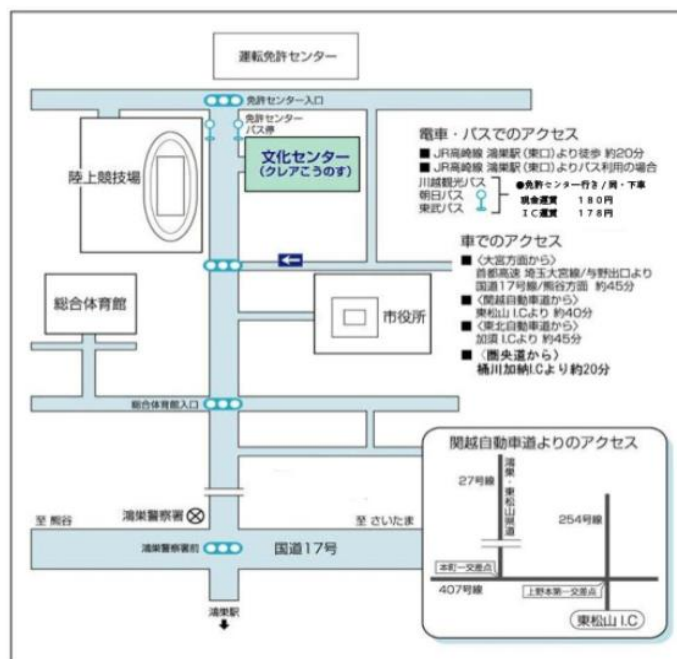 運転免許センター
免許センター入口
免許センター
バス停
文化センター
(クレアこうのす)
陸上競技場
総合体育館
市役所
総合体育館入口
至 熊谷
鴻巣警察署
至 さいたま
鴻巣警察署前
国道17号
鴻巣駅
電車・バスでのアクセス
■ JR高崎線 鴻巣駅(東口)より徒歩 約20分
■ JR高崎線 鴻巣駅(東口)よりバス利用の場合
川越観光バス
朝日バス
東武バス
●免許センター行き/同・下車
現金運賃 180円
IC運賃 178円
車でのアクセス
■ 〈大宮方面から〉
首都高速 埼玉大宮線/与野出口より
国道17号線/熊谷方面 約45分
■ 〈関越自動車道から〉
東松山 I.Cより 約40分
■ 〈東北自動車道から〉
加須 I.Cより 約45分
■ 〈圏央道から〉
桶川加納I.Cより約20分
関越自動車道よりのアクセス
27号線
鴻巣・東松山県道
254号線
本町一交差点
407号線
上野本第一交差点
東松山 I.C